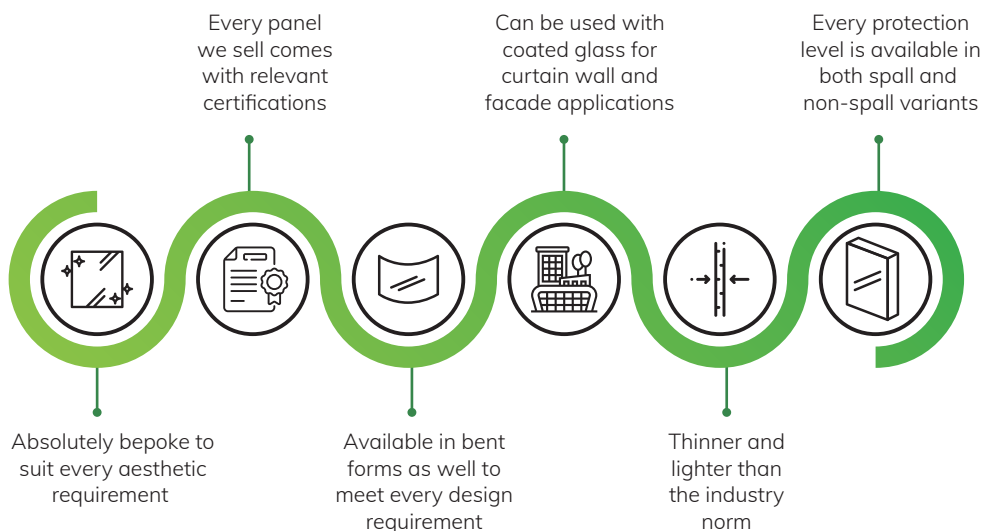 Every panel
we sell comes
with relevant
certifications
Can be used with
coated glass for
curtain wall and
facade applications
Every protection
level is available in
both spall and
non-spall variants
Absolutely bepoke to
suit every aesthetic
requirement
Available in bent
forms as well to
meet every design
requirement
Thinner and
lighter than
the industry
norm